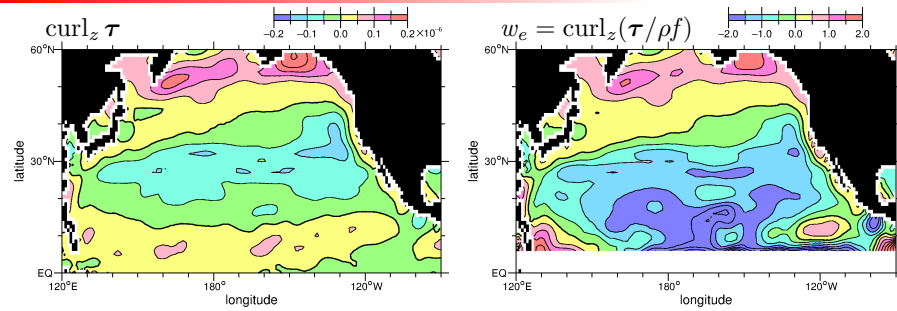 curl_z τ
−0.2 −0.1 0.0 0.1 0.2×10⁻⁶
60°N
30°N
EQ
latitude
120°E 180° 120°W
longitude
w_e = curl_z(τ/ρf)
−2.0 −1.0 0.0 1.0 2.0
60°N
30°N
EQ
latitude
120°E 180° 120°W
longitude